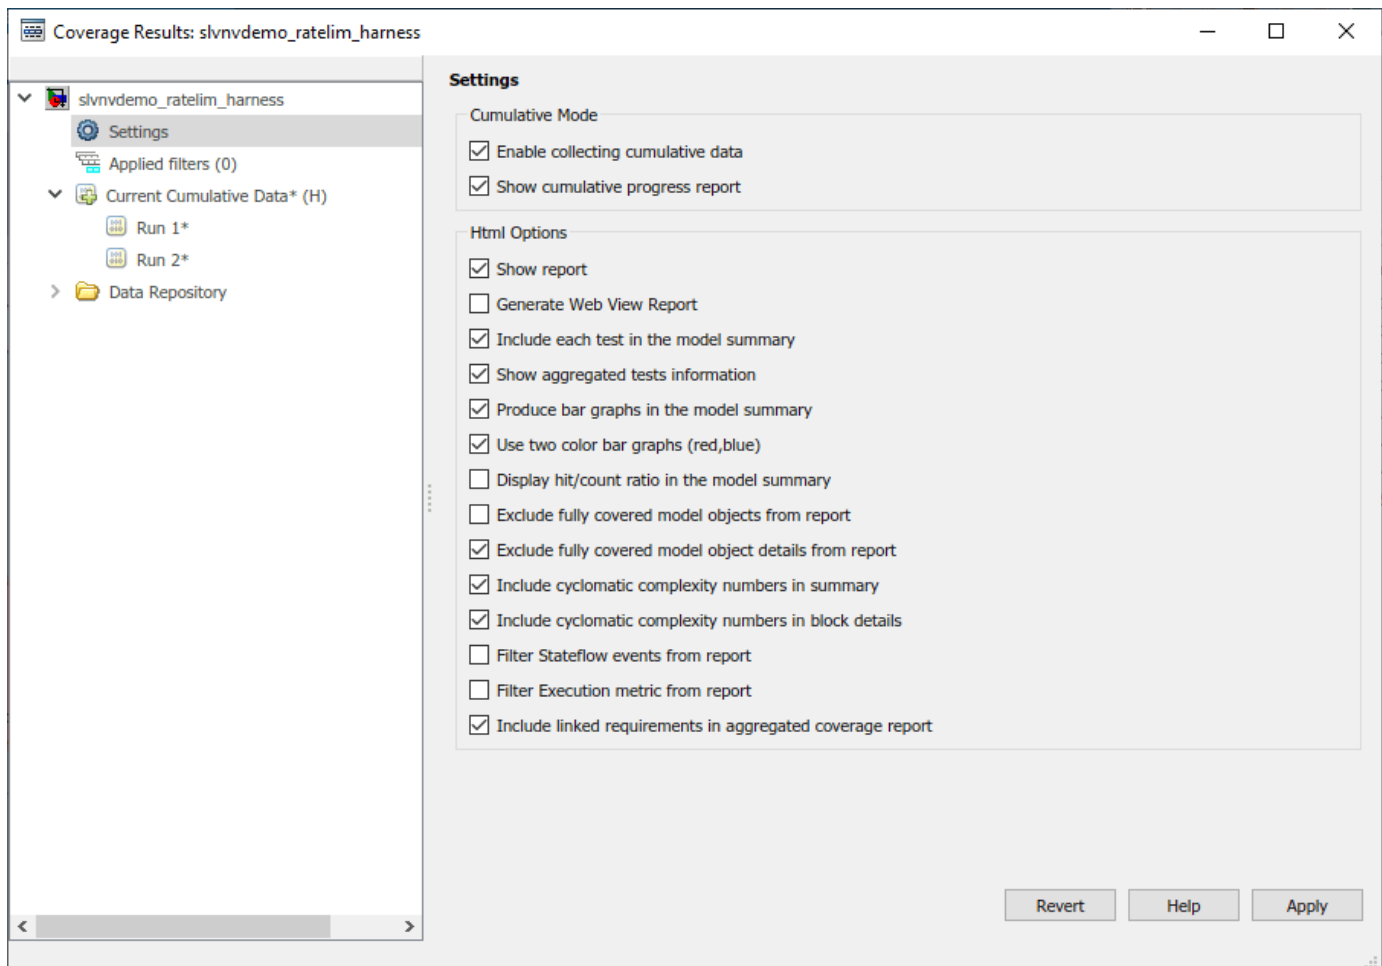 Coverage Results: slvnvdemo_ratelim_harness
slvnvdemo_ratelim_harness
Settings
Applied filters (0)
Current Cumulative Data* (H)
Run 1*
Run 2*
Data Repository
Settings
Cumulative Mode
Enable collecting cumulative data
Show cumulative progress report
Html Options
Show report
Generate Web View Report
Include each test in the model summary
Show aggregated tests information
Produce bar graphs in the model summary
Use two color bar graphs (red,blue)
Display hit/count ratio in the model summary
Exclude fully covered model objects from report
Exclude fully covered model object details from report
Include cyclomatic complexity numbers in summary
Include cyclomatic complexity numbers in block details
Filter Stateflow events from report
Filter Execution metric from report
Include linked requirements in aggregated coverage report
Revert Help Apply